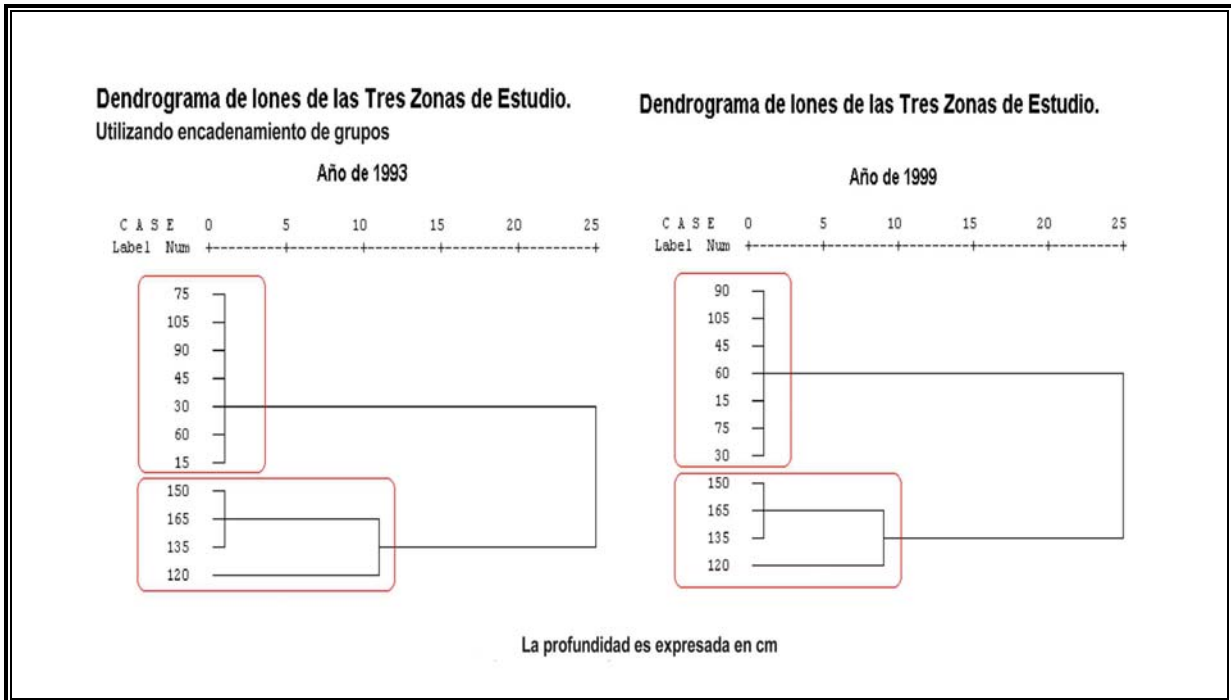 Dendrograma de Iones de las Tres Zonas de Estudio.
Utilizando encadenamiento de grupos
Año de 1993
C A S E 0 5 10 15 20 25
Label Num +---------+---------+---------+---------+---------+
75
105
90
45
30
60
15
150
165
135
120
Dendrograma de Iones de las Tres Zonas de Estudio.
Año de 1999
C A S E 0 5 10 15 20 25
Label Num +---------+---------+---------+---------+---------+
90
105
45
60
15
75
30
150
165
135
120
La profundidad es expresada en cm